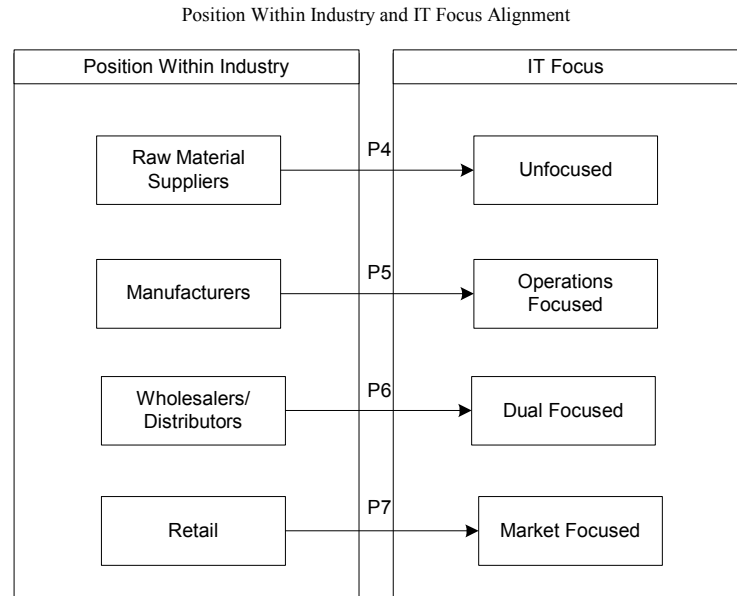 Position Within Industry and IT Focus Alignment
Position Within Industry
IT Focus
Raw Material
Suppliers
P4
Unfocused
Manufacturers
P5
Operations
Focused
Wholesalers/
Distributors
P6
Dual Focused
Retail
P7
Market Focused